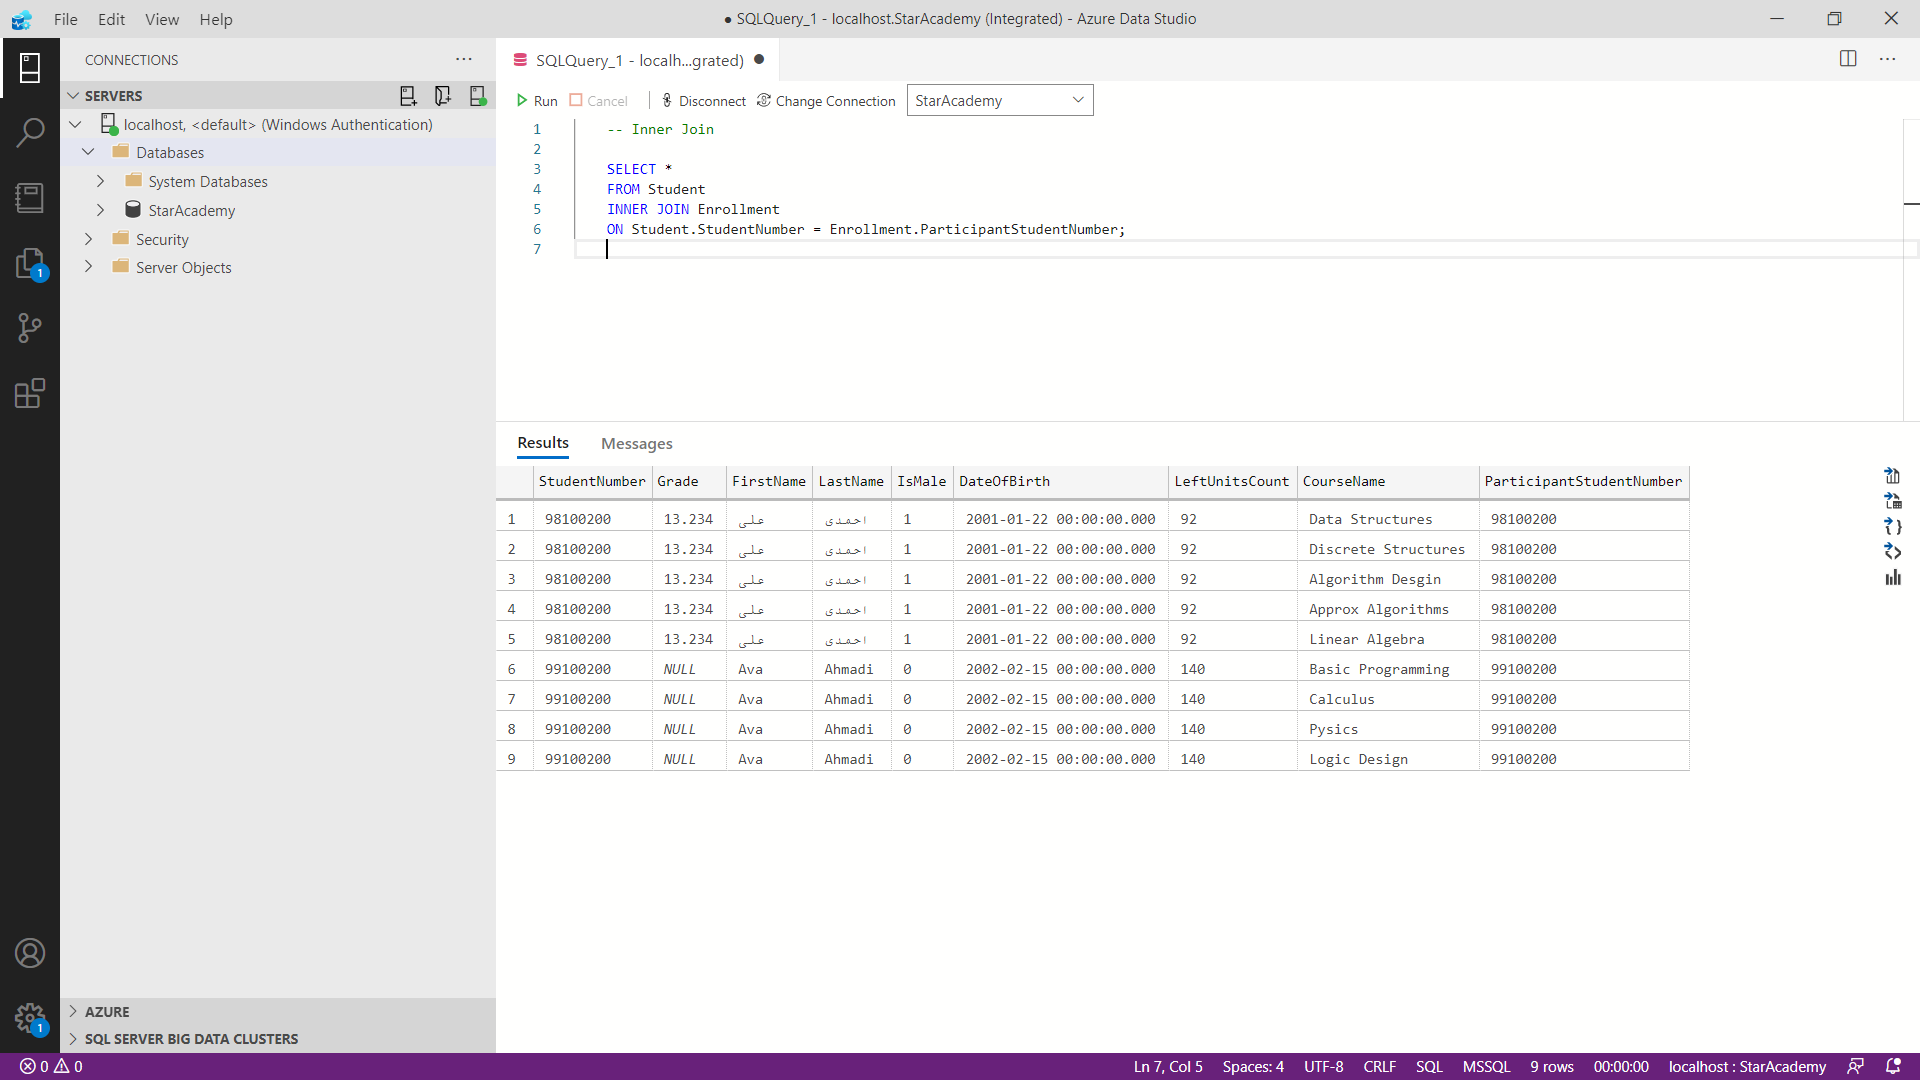 File Edit View Help
● SQLQuery_1 - localhost.StarAcademy (Integrated) - Azure Data Studio
CONNECTIONS
SERVERS
localhost, <default> (Windows Authentication)
Databases
System Databases
StarAcademy
Security
Server Objects
AZURE
SQL SERVER BIG DATA CLUSTERS
1
1
SQLQuery_1 - localh...grated) ●
Run Cancel Disconnect Change Connection StarAcademy
1 -- Inner Join
2
3 SELECT *
4 FROM Student
5 INNER JOIN Enrollment
6 ON Student.StudentNumber = Enrollment.ParticipantStudentNumber;
7
Results Messages
StudentNumber Grade FirstName LastName IsMale DateOfBirth LeftUnitsCount CourseName ParticipantStudentNumber
1 98100200 13.234 علی احمدی 1 2001-01-22 00:00:00.000 92 Data Structures 98100200
2 98100200 13.234 علی احمدی 1 2001-01-22 00:00:00.000 92 Discrete Structures 98100200
3 98100200 13.234 علی احمدی 1 2001-01-22 00:00:00.000 92 Algorithm Desgin 98100200
4 98100200 13.234 علی احمدی 1 2001-01-22 00:00:00.000 92 Approx Algorithms 98100200
5 98100200 13.234 علی احمدی 1 2001-01-22 00:00:00.000 92 Linear Algebra 98100200
6 99100200 NULL Ava Ahmadi 0 2002-02-15 00:00:00.000 140 Basic Programming 99100200
7 99100200 NULL Ava Ahmadi 0 2002-02-15 00:00:00.000 140 Calculus 99100200
8 99100200 NULL Ava Ahmadi 0 2002-02-15 00:00:00.000 140 Pysics 99100200
9 99100200 NULL Ava Ahmadi 0 2002-02-15 00:00:00.000 140 Logic Design 99100200
0 0 Ln 7, Col 5 Spaces: 4 UTF-8 CRLF SQL MSSQL 9 rows 00:00:00 localhost : StarAcademy